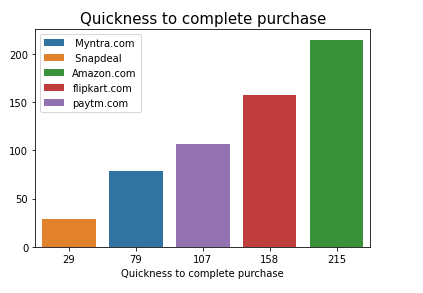 Quickness to complete purchase
Myntra.com
Snapdeal
Amazon.com
flipkart.com
paytm.com
200
150
100
50
0
29 79 107 158 215
Quickness to complete purchase